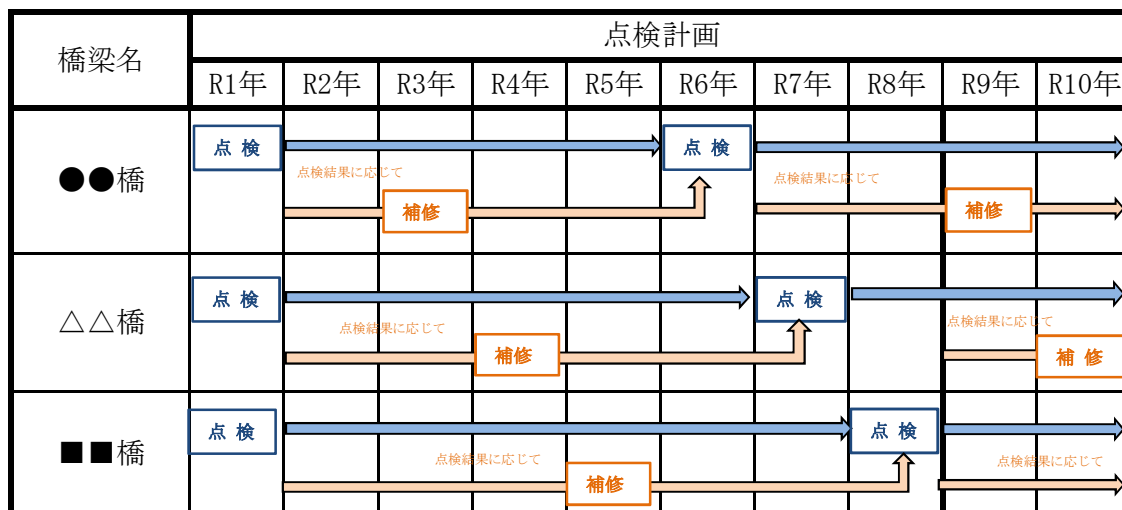 橋梁名
点検計画
R1年 R2年 R3年 R4年 R5年 R6年 R7年 R8年 R9年 R10年
●●橋
点 検
点 検
点検結果に応じて
点検結果に応じて
補修
補修
△△橋
点 検
点 検
点検結果に応じて
点検結果に応じて
補修
補 修
■■橋
点 検
点 検
点検結果に応じて
点検結果に応じて
補修